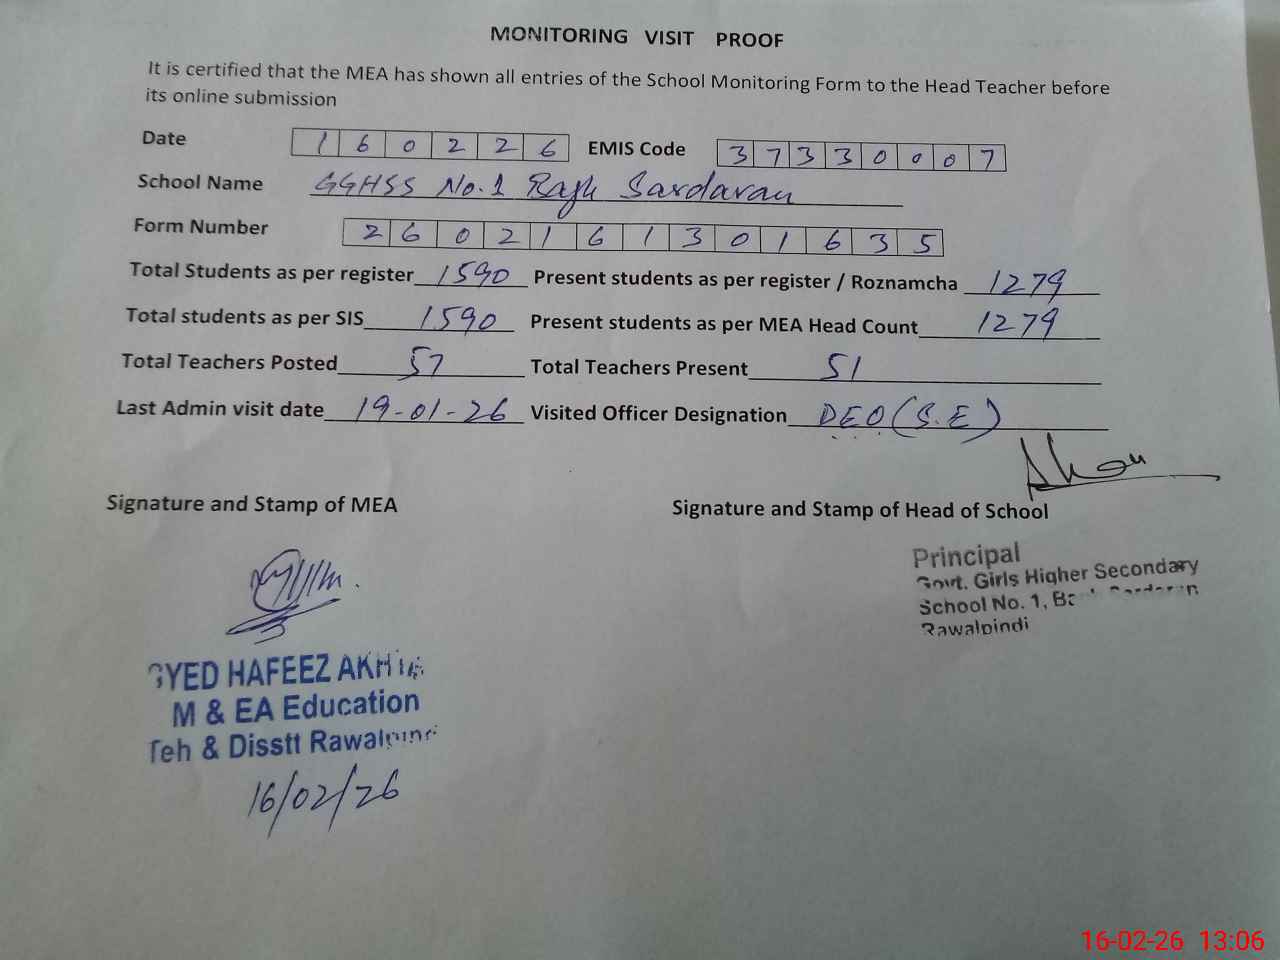 MONITORING VISIT PROOF
It is certified that the MEA has shown all entries of the School Monitoring Form to the Head Teacher before
its online submission
Date 160226 EMIS Code 37330007
School Name GGHSS No.1 Sardaran
Form Number 2602161301635
Total Students as per register 1590 Present students as per register / Roznamcha 1279
Total students as per SIS 1590 Present students as per MEA Head Count 1279
Total Teachers Posted 57 Total Teachers Present 51
Last Admin visit date 19-01-26 Visited Officer Designation DEO (S.E)
Signature and Stamp of MEA Signature and Stamp of Head of School
Principal
Govt. Girls Higher Secondary
School No. 1,
Rawalpindi
SYED HAFEEZ
M & EA Education
Teh & Disstt Rawalpindi
16/02/26
16-02-26 13:06